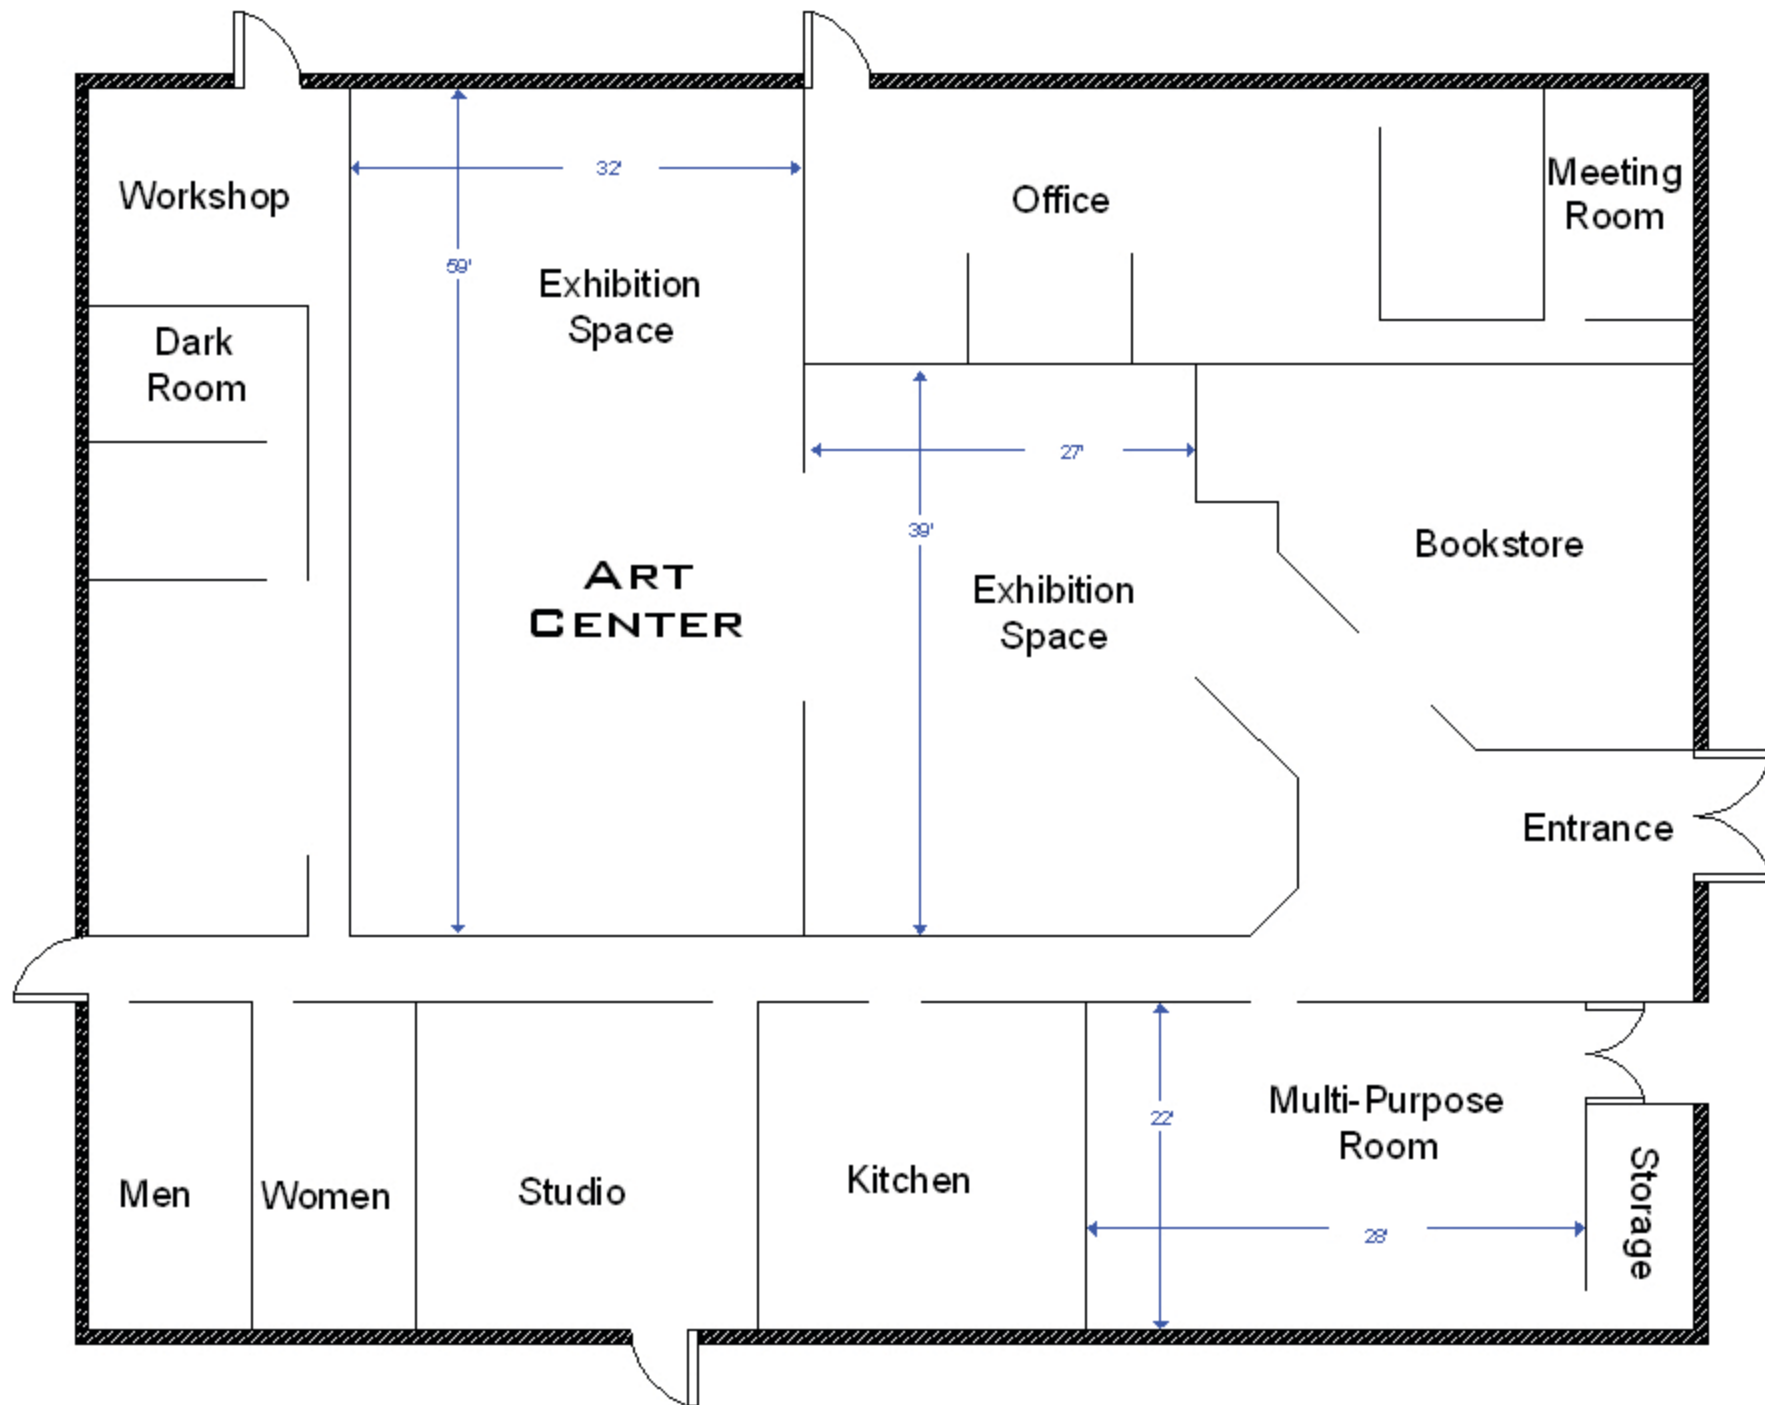 Workshop
32'
Office
Meeting
Room
59'
Exhibition
Space
Dark
Room
27'
39'
Bookstore
ART
CENTER
Exhibition
Space
Entrance
Multi-Purpose
Room
22'
Storage
Men
Women
Studio
Kitchen
28'